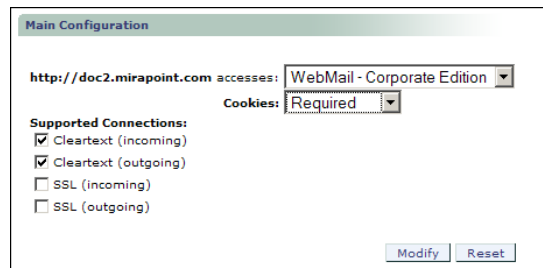 Main Configuration
http://doc2.mirapoint.com accesses: WebMail - Corporate Edition
Cookies: Required
Supported Connections:
Cleartext (incoming)
Cleartext (outgoing)
SSL (incoming)
SSL (outgoing)
Modify Reset